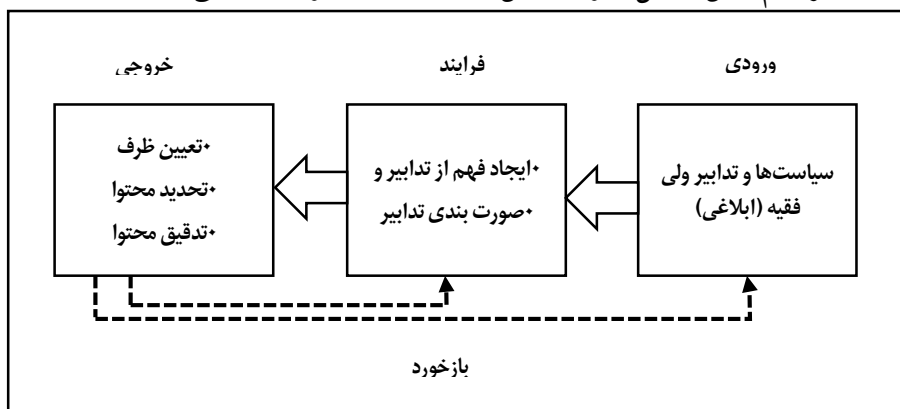 ورودی
فرایند
خروجی
سیاست‌ها و تدابیر ولی
فقیه (ابلاغی)
•ایجاد فهم از تدابیر و
•صورت بندی تدابیر
•تعیین ظرف
•تحدید محتوا
•تدقیق محتوا
بازخورد